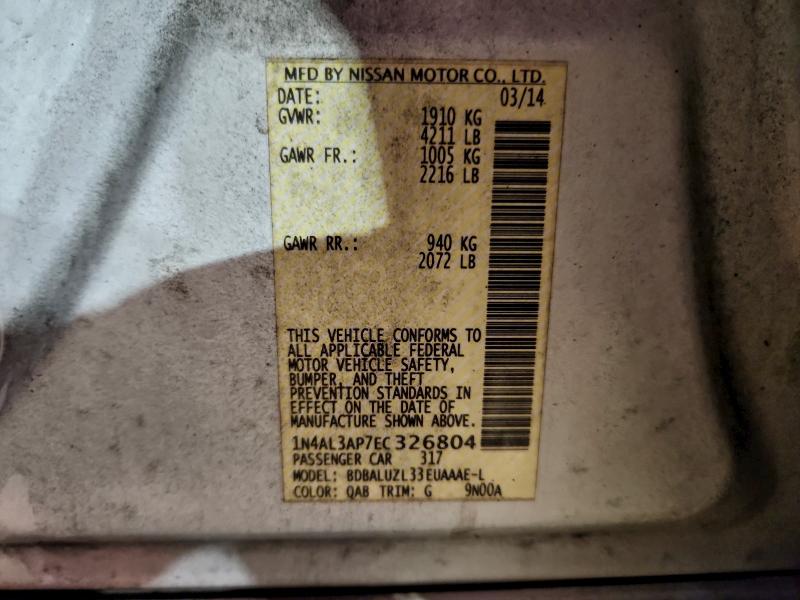 MFD BY NISSAN MOTOR CO., LTD.
DATE: 03/14
GVWR: 1910 KG
4211 LB
GAWR FR.: 1005 KG
2216 LB
GAWR RR.: 940 KG
2072 LB
THIS VEHICLE CONFORMS TO
ALL APPLICABLE FEDERAL
MOTOR VEHICLE SAFETY,
BUMPER, AND THEFT
PREVENTION STANDARDS IN
EFFECT ON THE DATE OF
MANUFACTURE SHOWN ABOVE.
1N4AL3AP7EC326804
PASSENGER CAR 317
MODEL: BDBALUZL33EUAAAE-L
COLOR: QAB TRIM: G 9N00A